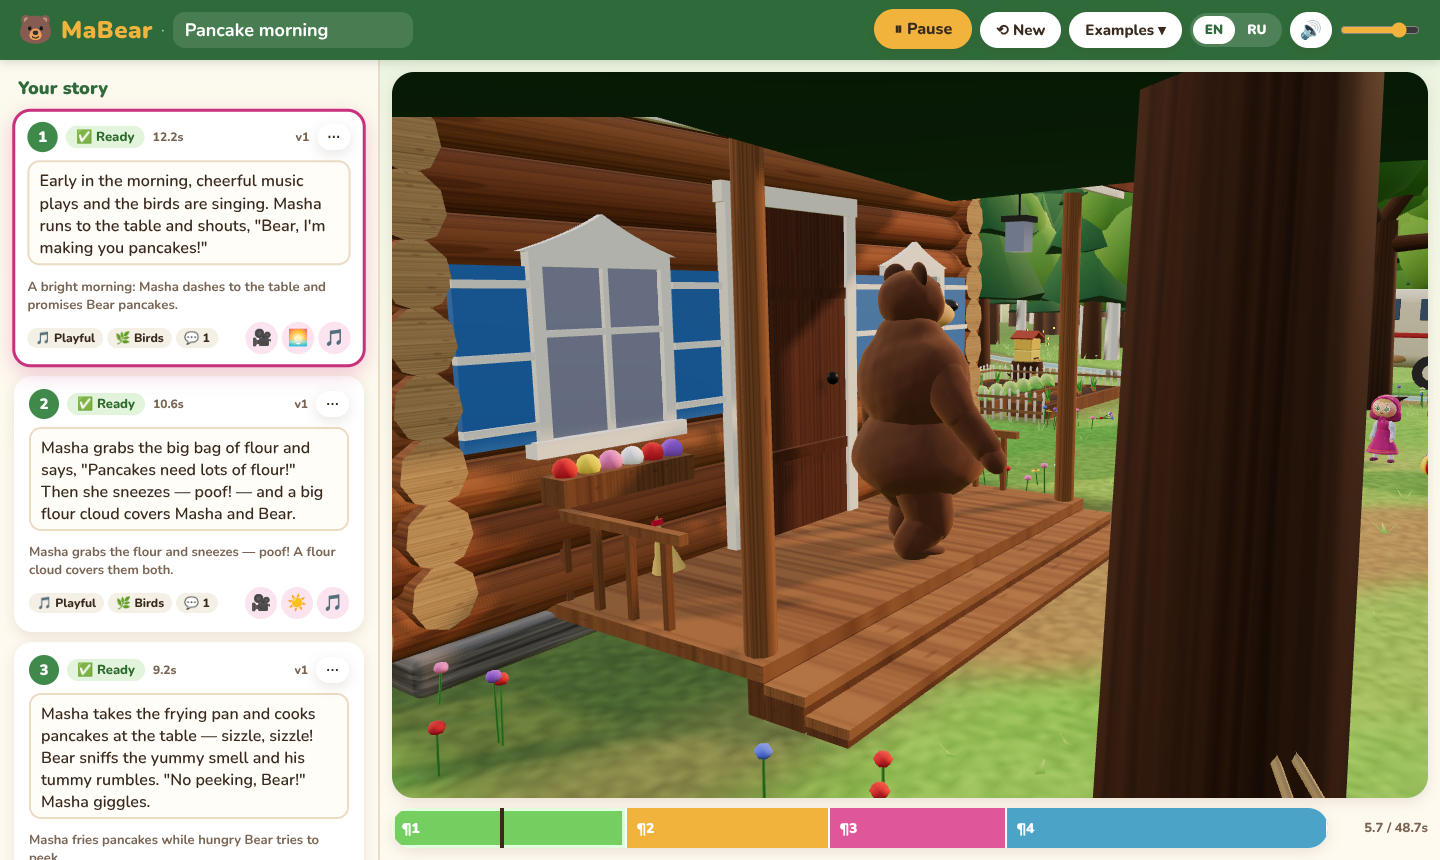 MaBear · Pancake morning
Pause
New
Examples ▾
EN
RU
Your story
1 Ready 12.2s v1 ...
Early in the morning, cheerful music
plays and the birds are singing. Masha
runs to the table and shouts, "Bear, I'm
making you pancakes!"
A bright morning: Masha dashes to the table and
promises Bear pancakes.
Playful Birds 1
2 Ready 10.6s v1 ...
Masha grabs the big bag of flour and
says, "Pancakes need lots of flour!"
Then she sneezes — poof! — and a big
flour cloud covers Masha and Bear.
Masha grabs the flour and sneezes — poof! A flour
cloud covers them both.
Playful Birds 1
3 Ready 9.2s v1 ...
Masha takes the frying pan and cooks
pancakes at the table — sizzle, sizzle!
Bear sniffs the yummy smell and his
tummy rumbles. "No peeking, Bear!"
Masha giggles.
Masha fries pancakes while hungry Bear tries to
peek
¶1 ¶2 ¶3 ¶4 5.7 / 48.7s